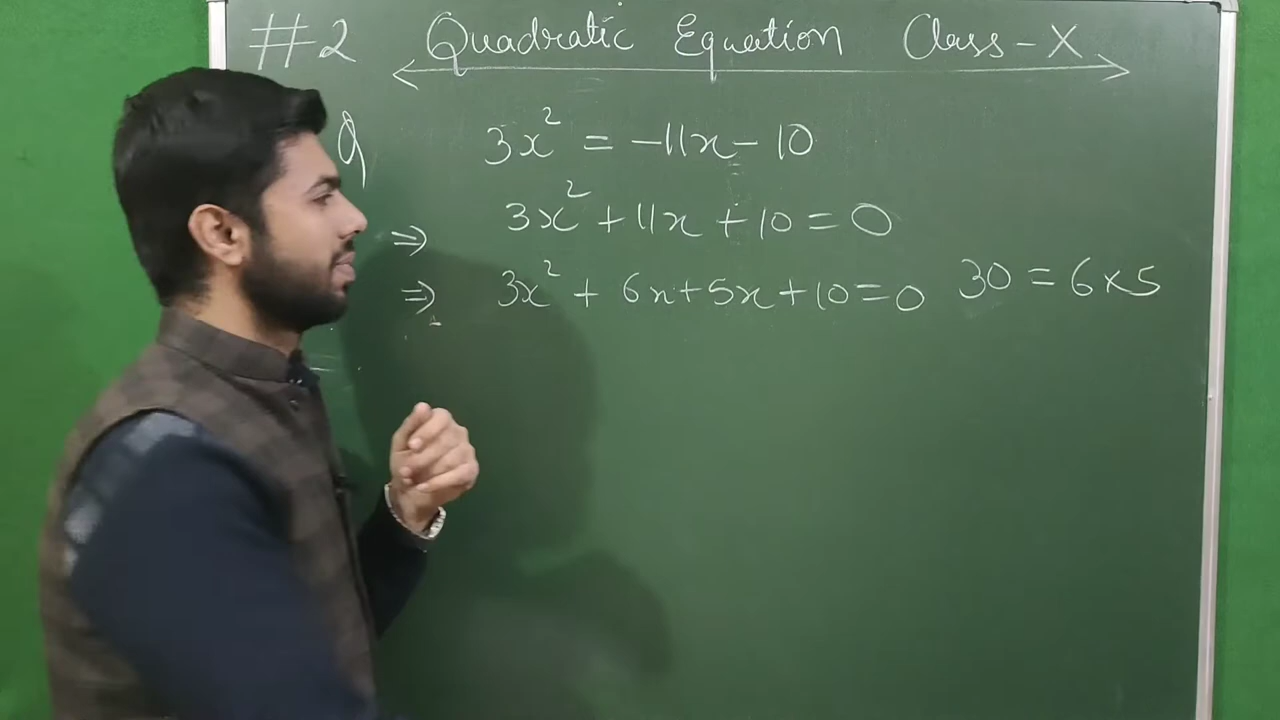 #2 Quadratic Equation Class-X
Q 3x² = -11x - 10
⇒ 3x² + 11x + 10 = 0
⇒ 3x² + 6x + 5x + 10 = 0 30 = 6×5